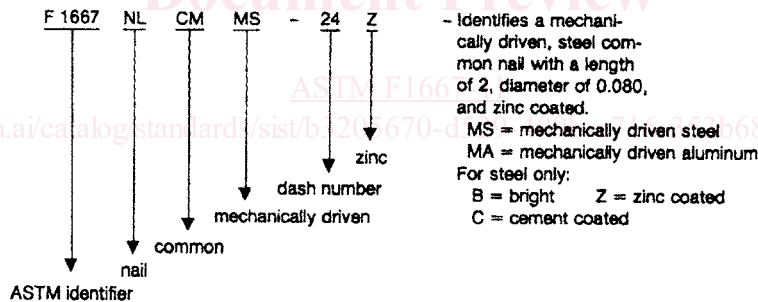 Document Preview
F 1667 NL CM MS - 24 Z
ASTM F1667
zinc
dash number
mechanically driven
common
nail
ASTM identifier
– Identifies a mechani-
cally driven, steel com-
mon nail with a length
of 2, diameter of 0.080,
and zinc coated.
MS = mechanically driven steel
MA = mechanically driven aluminum
For steel only:
B = bright Z = zinc coated
C = cement coated